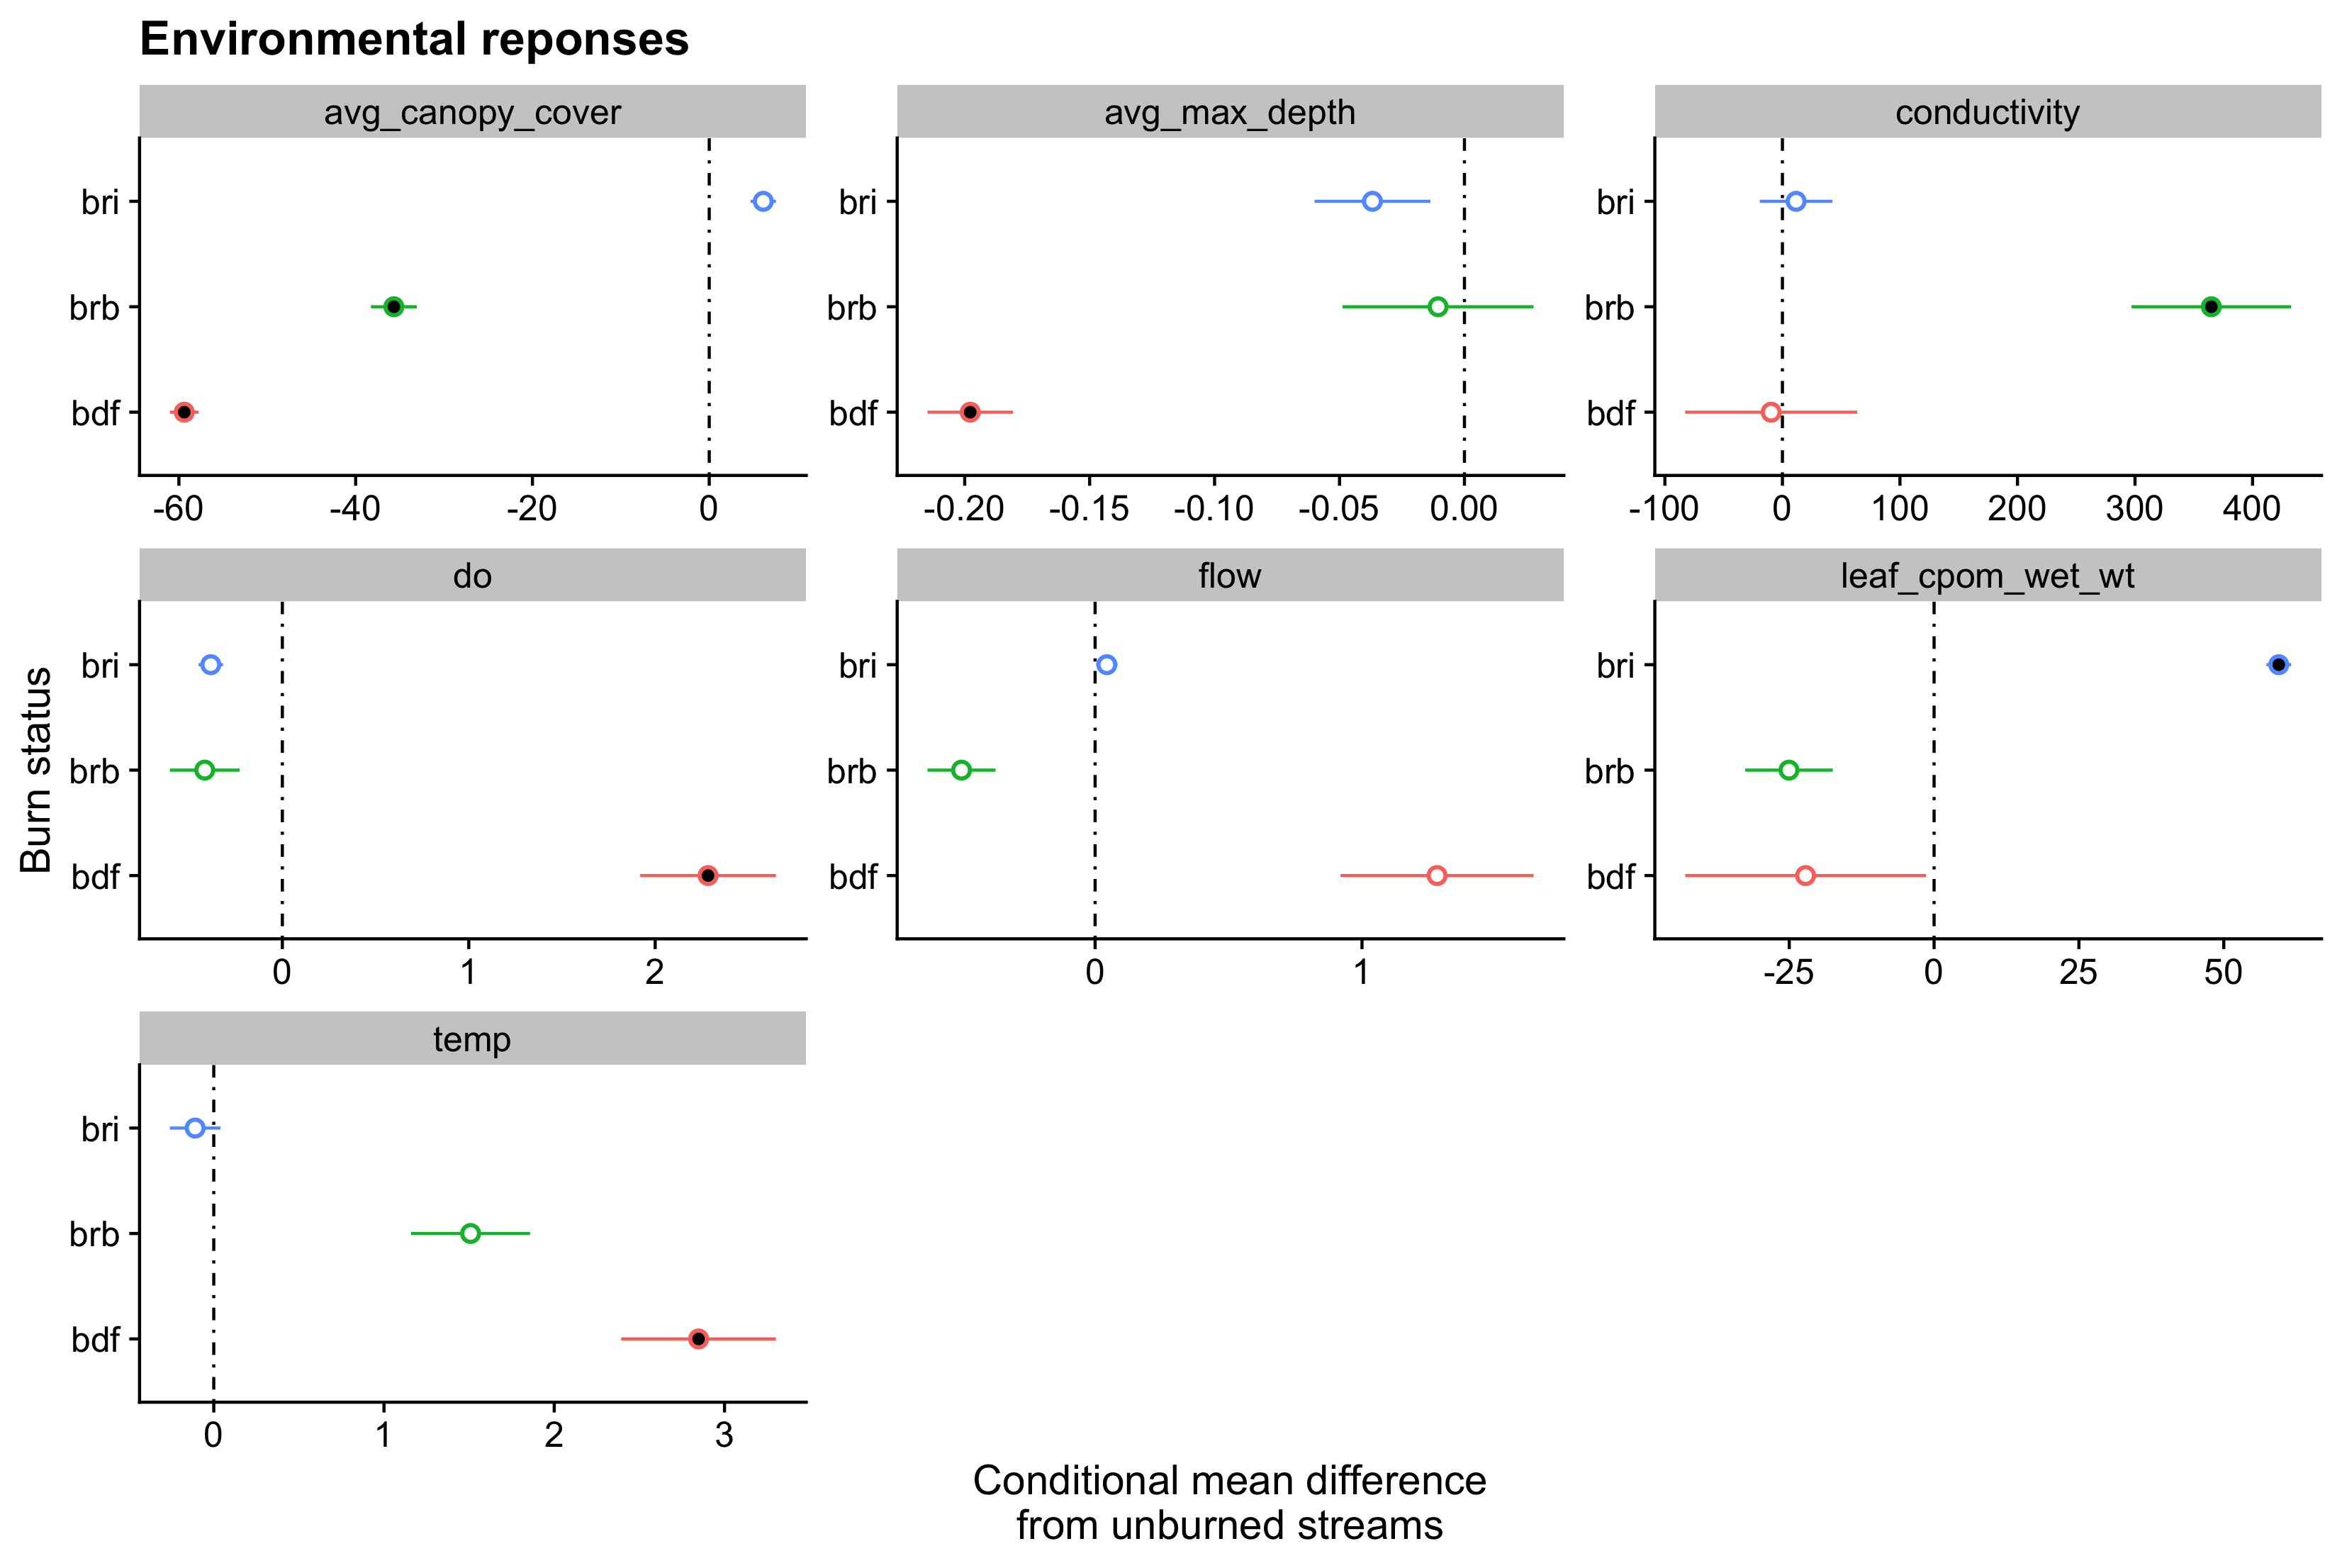 Environmental reponses
avg_canopy_cover
avg_max_depth
conductivity
bri
brb
bdf
-60 -40 -20 0
bri
brb
bdf
-0.20 -0.15 -0.10 -0.05 0.00
bri
brb
bdf
-100 0 100 200 300 400
do
flow
leaf_cpom_wet_wt
Burn status
bri
brb
bdf
0 1 2
bri
brb
bdf
0 1
bri
brb
bdf
-25 0 25 50
temp
bri
brb
bdf
0 1 2 3
Conditional mean difference
from unburned streams